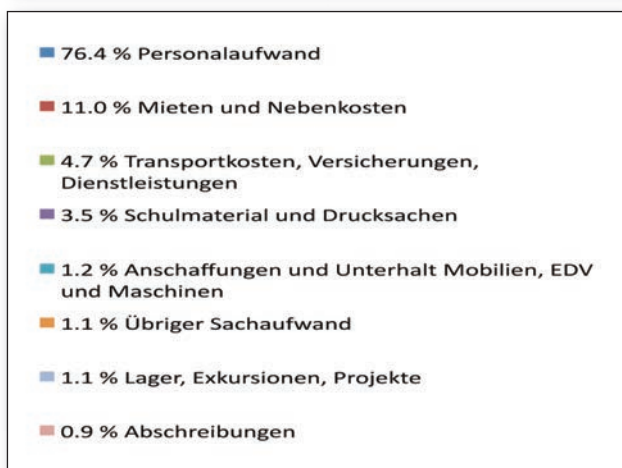 76.4 % Personalaufwand
11.0 % Mieten und Nebenkosten
4.7 % Transportkosten, Versicherungen,
Dienstleistungen
3.5 % Schulmaterial und Drucksachen
1.2 % Anschaffungen und Unterhalt Mobilien, EDV
und Maschinen
1.1 % Übriger Sachaufwand
1.1 % Lager, Exkursionen, Projekte
0.9 % Abschreibungen